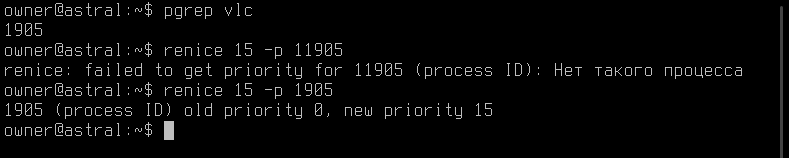 owner@astral:~$ pgrep vlc
1905
owner@astral:~$ renice 15 -p 11905
renice: failed to get priority for 11905 (process ID): Нет такого процесса
owner@astral:~$ renice 15 -p 1905
1905 (process ID) old priority 0, new priority 15
owner@astral:~$